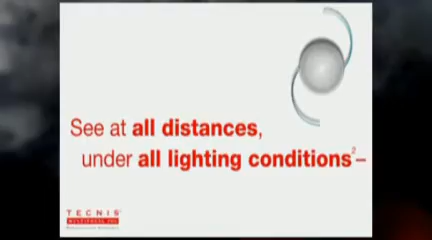 See at all distances,
under all lighting conditions²–
TECNIS®